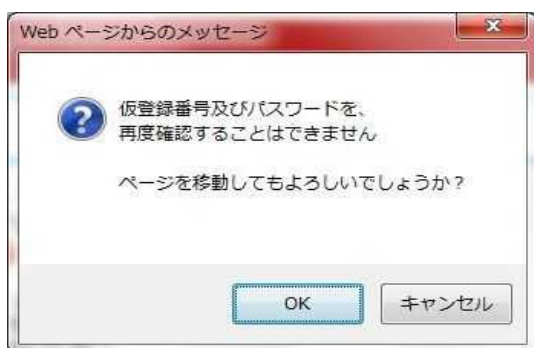 Web ページからのメッセージ
仮登録番号及びパスワードを、
再度確認することはできません
ページを移動してもよろしいでしょうか？
OK
キャンセル